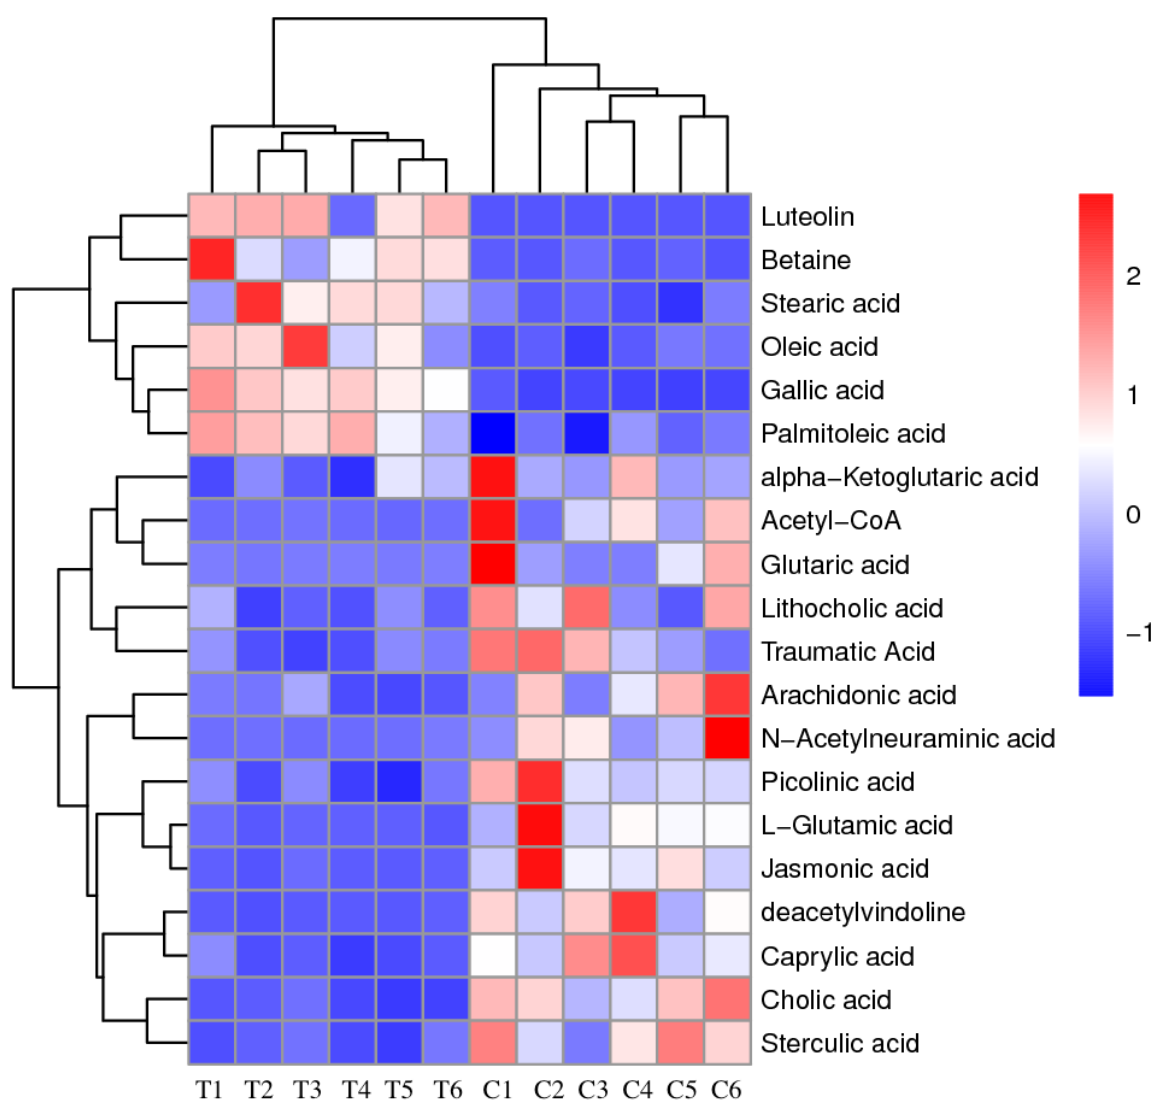 Luteolin
Betaine
Stearic acid
Oleic acid
Gallic acid
Palmitoleic acid
alpha−Ketoglutaric acid
Acetyl−CoA
Glutaric acid
Lithocholic acid
Traumatic Acid
Arachidonic acid
N−Acetylneuraminic acid
Picolinic acid
L−Glutamic acid
Jasmonic acid
deacetylvindoline
Caprylic acid
Cholic acid
Sterculic acid
2
1
0
−1
T1 T2 T3 T4 T5 T6 C1 C2 C3 C4 C5 C6